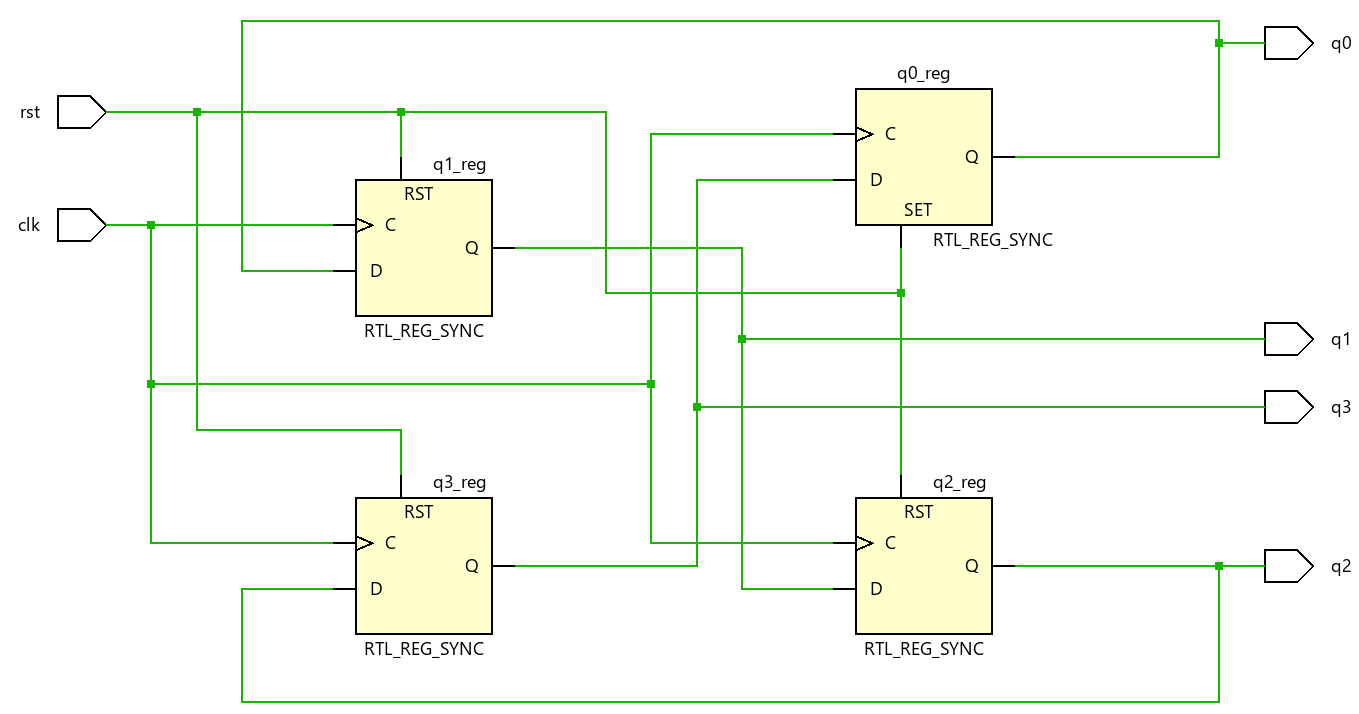 q0
q0_reg
rst
C
Q
q1_reg
D
RST
SET
clk
C
RTL_REG_SYNC
Q
D
RTL_REG_SYNC
q1
q3
q3_reg
q2_reg
RST
RST
C
C
Q
Q
q2
D
D
RTL_REG_SYNC
RTL_REG_SYNC